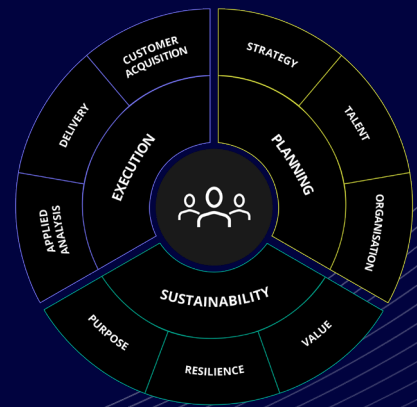 CUSTOMER
ACQUISITION
STRATEGY
DELIVERY
TALENT
EXECUTION
PLANNING
APPLIED
ANALYSIS
ORGANISATION
SUSTAINABILITY
PURPOSE
RESILIENCE
VALUE